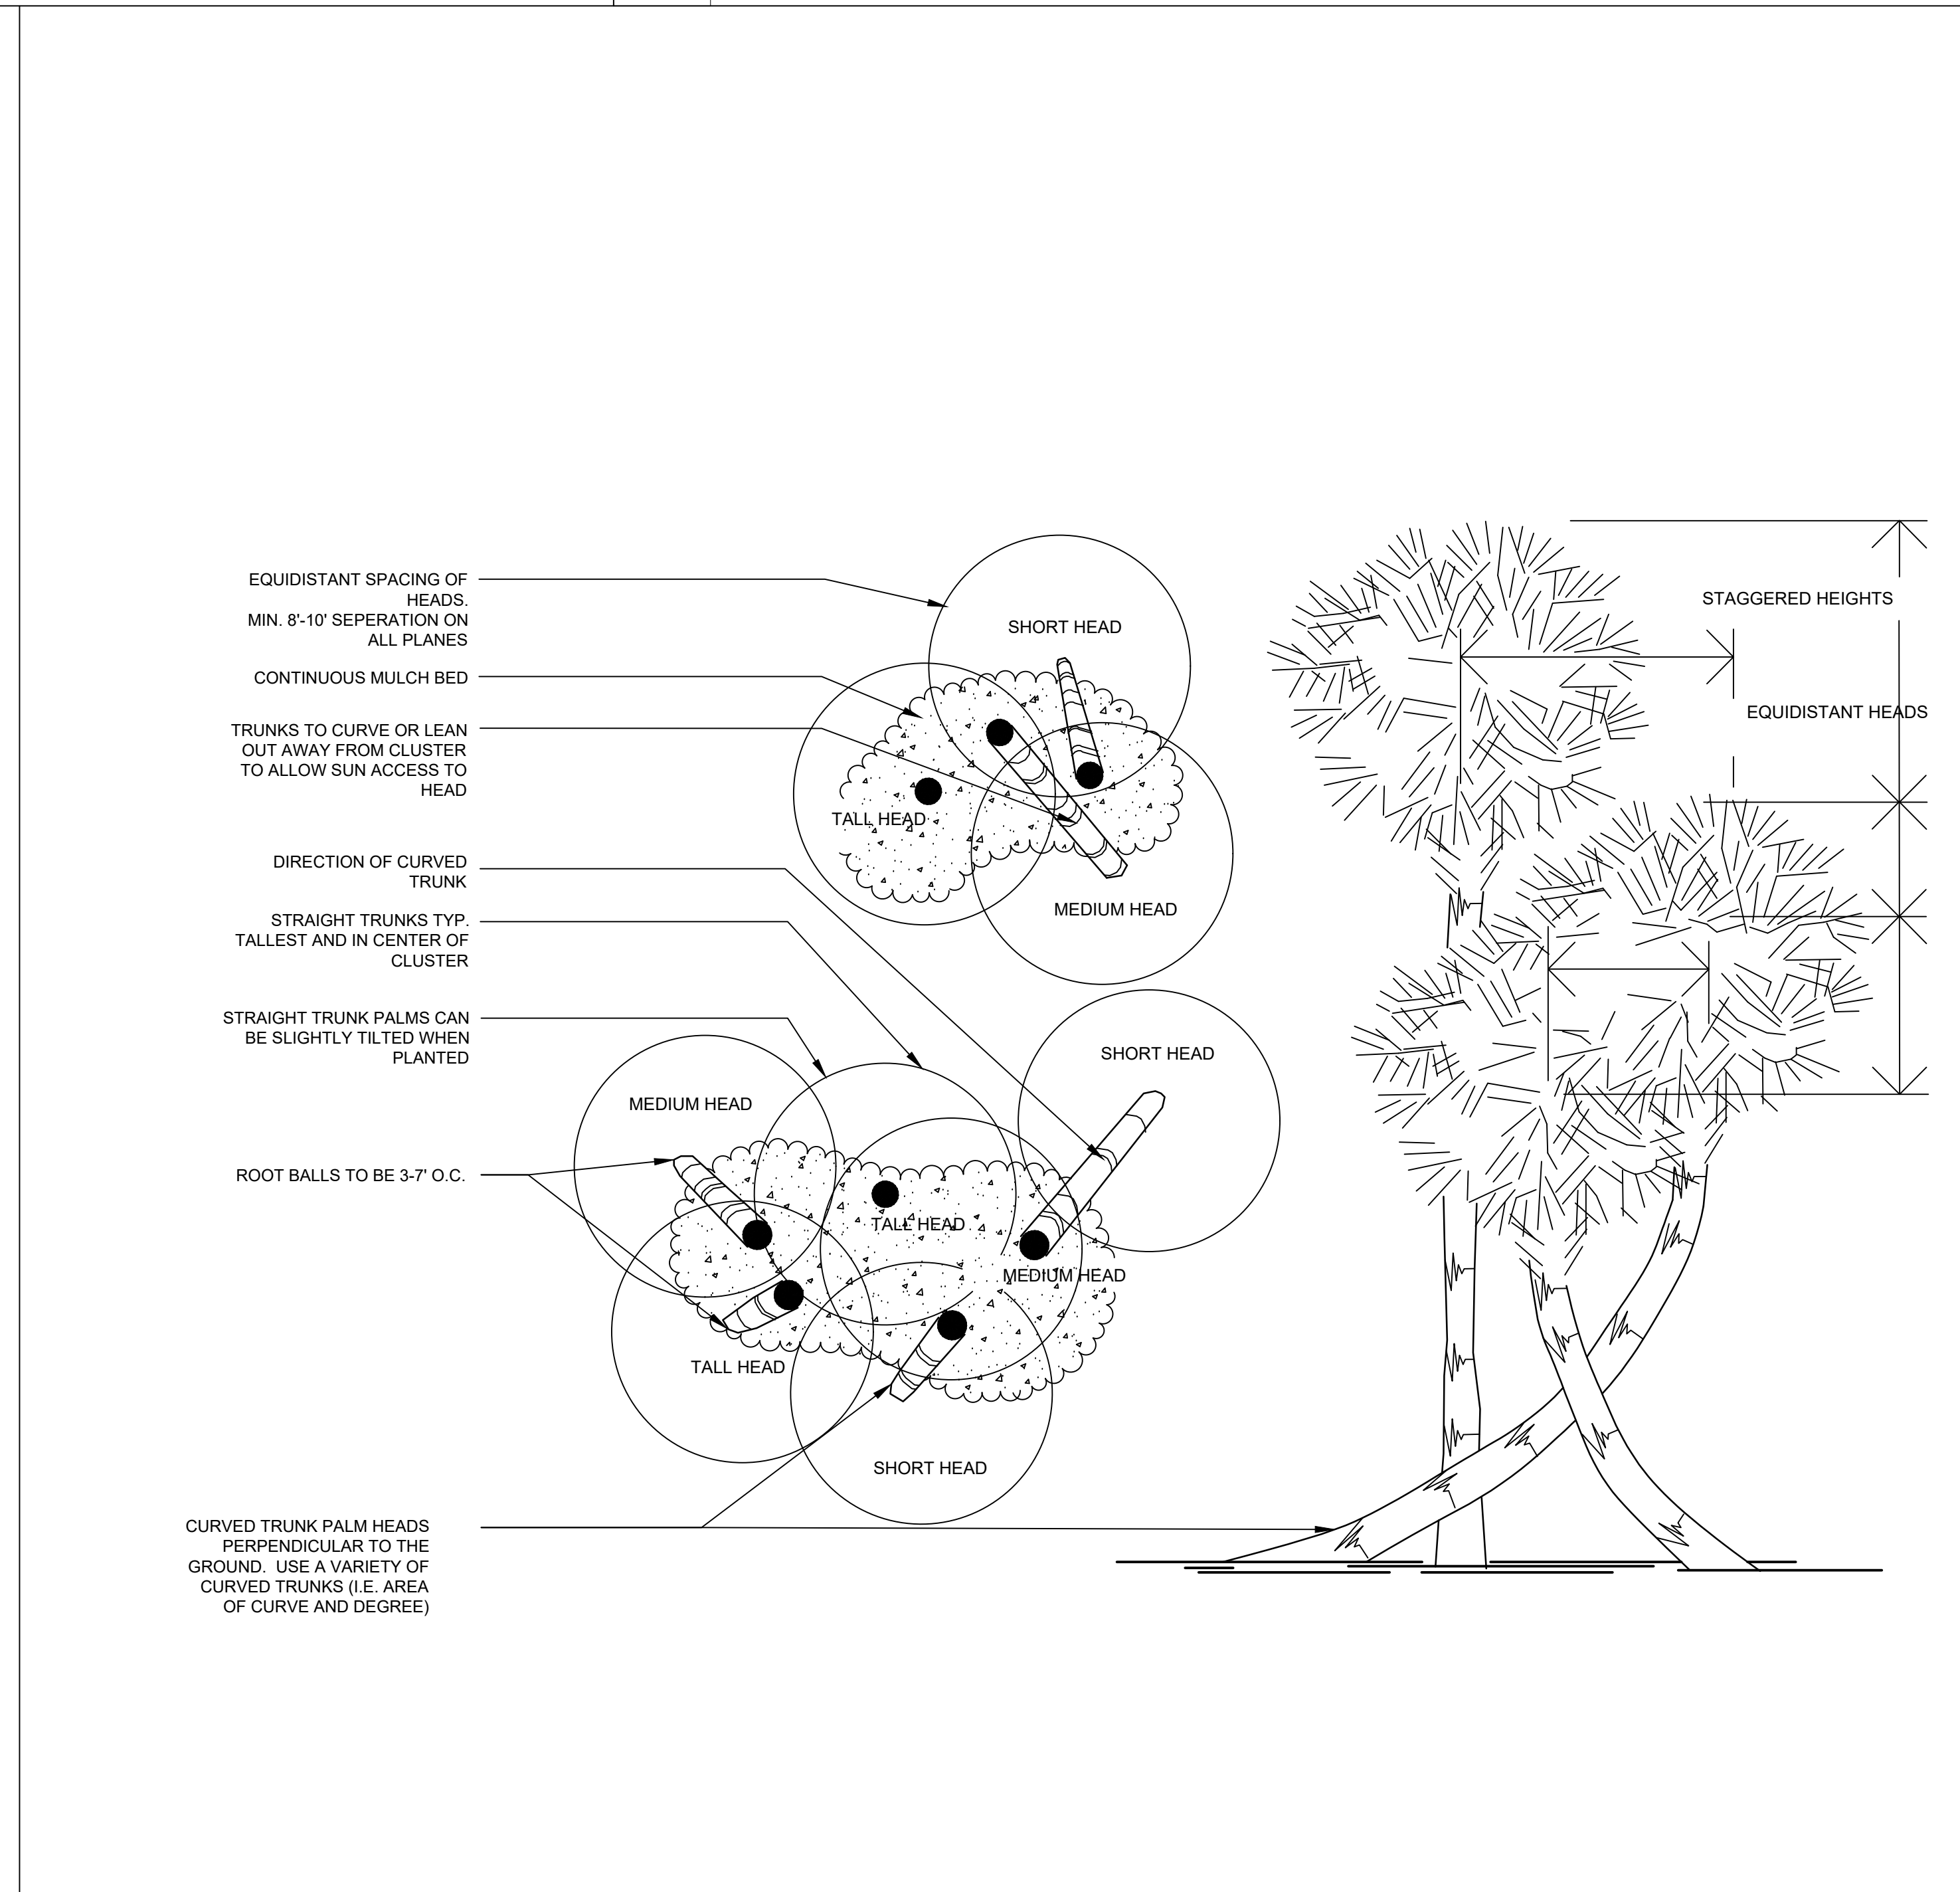 EQUIDISTANT SPACING OF
HEADS.
MIN. 8'-10' SEPERATION ON
ALL PLANES
CONTINUOUS MULCH BED
TRUNKS TO CURVE OR LEAN
OUT AWAY FROM CLUSTER
TO ALLOW SUN ACCESS TO
HEAD
DIRECTION OF CURVED
TRUNK
STRAIGHT TRUNKS TYP.
TALLEST AND IN CENTER OF
CLUSTER
STRAIGHT TRUNK PALMS CAN
BE SLIGHTLY TILTED WHEN
PLANTED
ROOT BALLS TO BE 3-7' O.C.
CURVED TRUNK PALM HEADS
PERPENDICULAR TO THE
GROUND.  USE A VARIETY OF
CURVED TRUNKS (I.E. AREA
OF CURVE AND DEGREE)
SHORT HEAD
TALL HEAD
MEDIUM HEAD
SHORT HEAD
MEDIUM HEAD
TALL HEAD
MEDIUM HEAD
TALL HEAD
SHORT HEAD
STAGGERED HEIGHTS
EQUIDISTANT HEADS